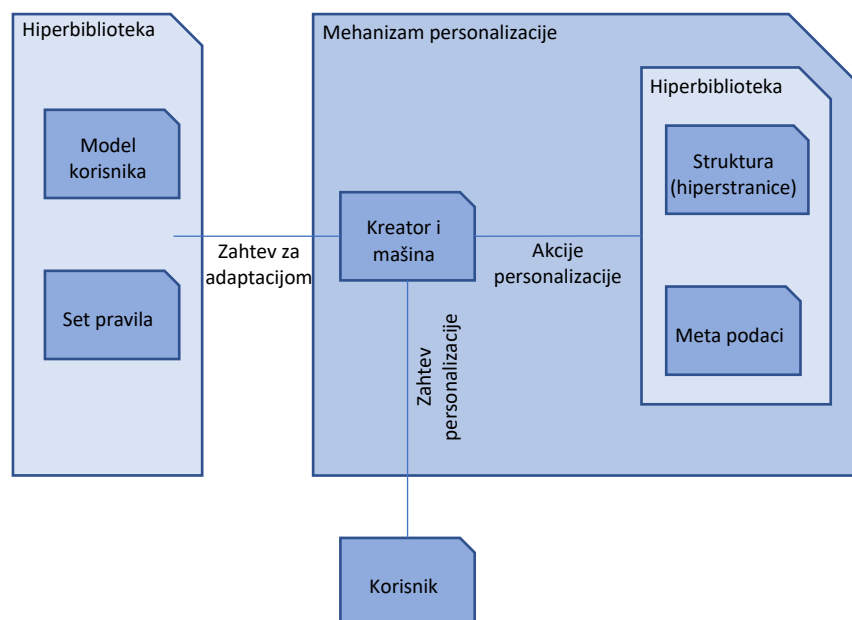 Hiperbiblioteka
Model
korisnika
Set pravila
Zahtev za
adaptacijom
Mehanizam personalizacije
Kreator i
mašina
Akcije
personalizacije
Hiperbiblioteka
Struktura
(hiperstranice)
Meta podaci
Zahtev
personalizacije
Korisnik